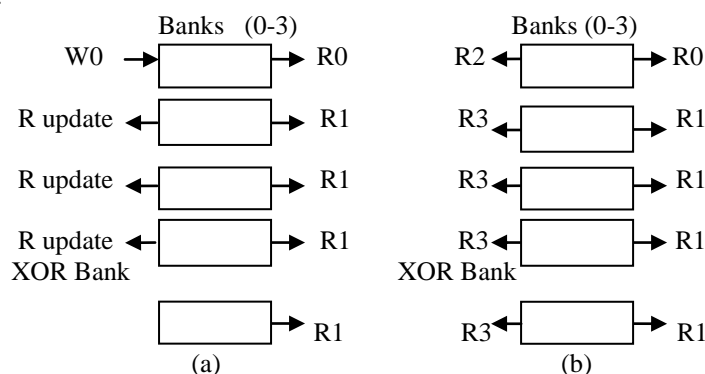 Banks (0-3)
W0 R0
R update R1
R update R1
R update R1
XOR Bank
R1
(a)
Banks (0-3)
R2 R0
R3 R1
R3 R1
R3 R1
XOR Bank
R3 R1
(b)